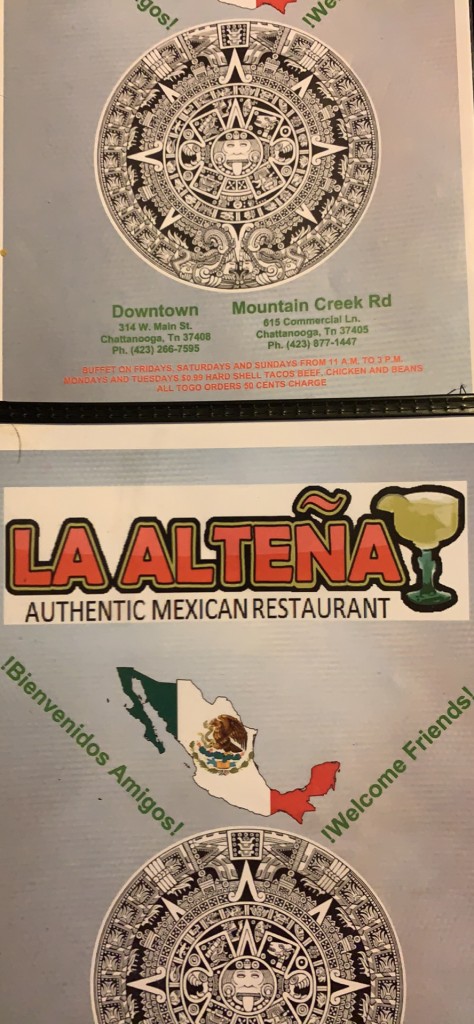 igos!
!We
Downtown
314 W. Main St.
Chattanooga, Tn 37408
Ph. (423) 266-7595
Mountain Creek Rd
615 Commercial Ln.
Chattanooga, Tn 37405
Ph. (423) 877-1447
BUFFET ON FRIDAYS, SATURDAYS AND SUNDAYS FROM 11 A.M. TO 3 P.M.
MONDAYS AND TUESDAYS $0.99 HARD SHELL TACOS BEEF, CHICKEN AND BEANS
ALL TOGO ORDERS 50 CENTS CHARGE
LA ALTEÑA
AUTHENTIC MEXICAN RESTAURANT
!Bienvenidos Amigos!
!Welcome Friends!